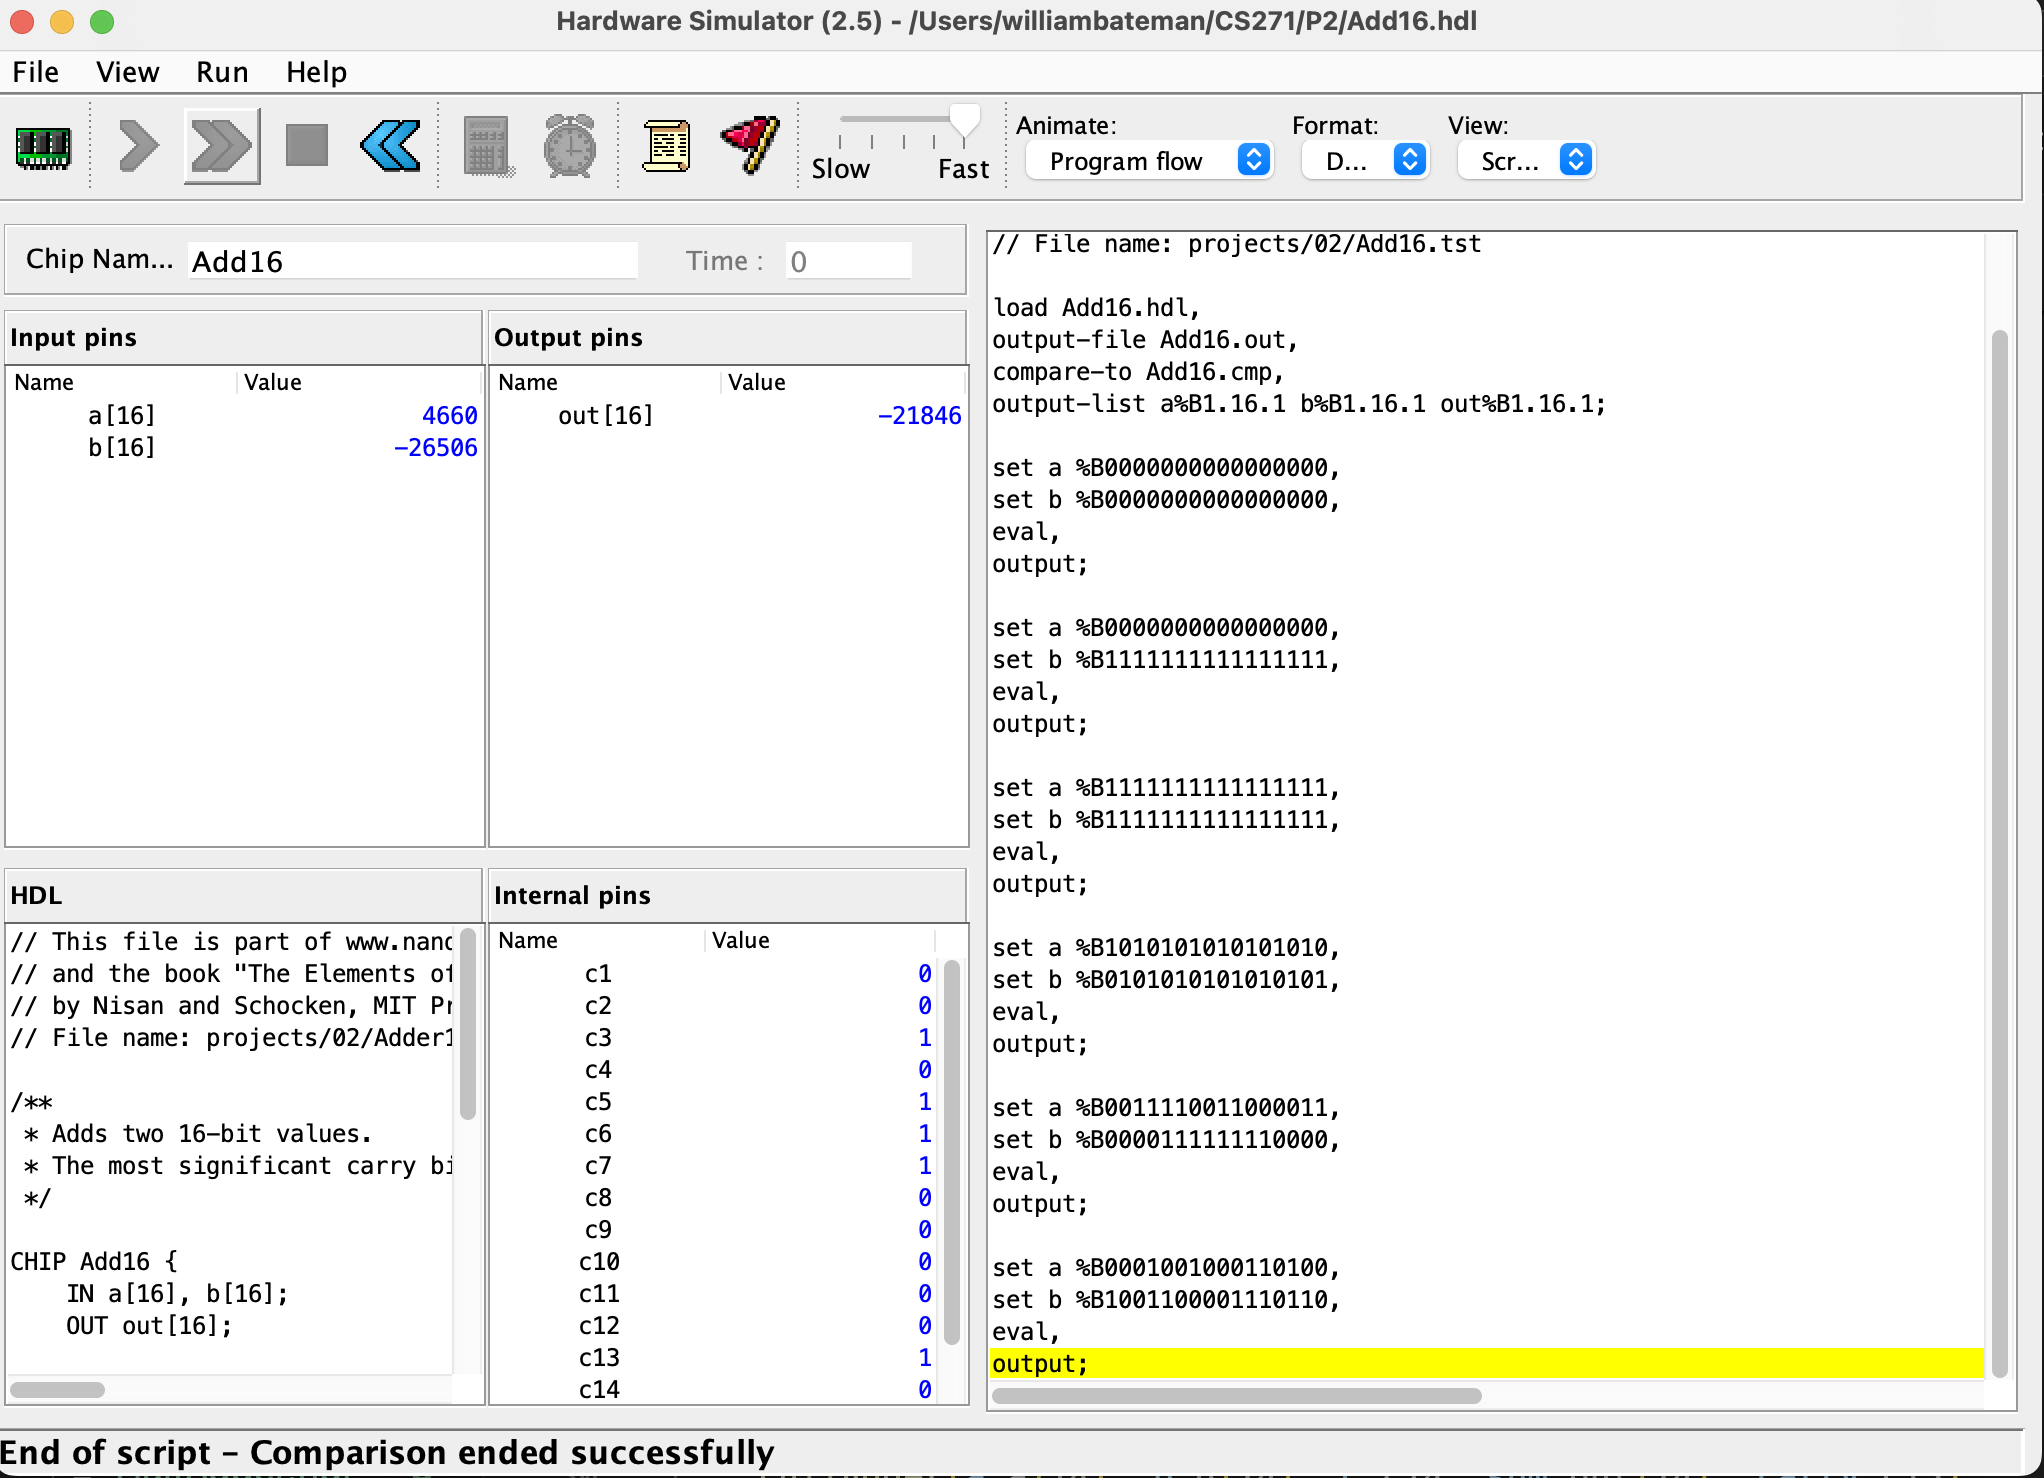 Hardware Simulator (2.5) - /Users/williambateman/CS271/P2/Add16.hdl
File View Run Help
Slow Fast
Animate: Format: View:
Program flow D... Scr...
Chip Nam... Add16 Time : 0
Input pins
Name Value
a[16] 4660
b[16] -26506
Output pins
Name Value
out[16] -21846
HDL
// This file is part of www.nand
// and the book "The Elements of
// by Nisan and Schocken, MIT Pr
// File name: projects/02/Adder1
/**
* Adds two 16-bit values.
* The most significant carry bi
*/
CHIP Add16 {
IN a[16], b[16];
OUT out[16];
Internal pins
Name Value
c1 0
c2 0
c3 1
c4 0
c5 1
c6 1
c7 1
c8 0
c9 0
c10 0
c11 0
c12 0
c13 1
c14 0
// File name: projects/02/Add16.tst
load Add16.hdl,
output-file Add16.out,
compare-to Add16.cmp,
output-list a%B1.16.1 b%B1.16.1 out%B1.16.1;
set a %B0000000000000000,
set b %B0000000000000000,
eval,
output;
set a %B0000000000000000,
set b %B1111111111111111,
eval,
output;
set a %B1111111111111111,
set b %B1111111111111111,
eval,
output;
set a %B1010101010101010,
set b %B0101010101010101,
eval,
output;
set a %B0011110011000011,
set b %B0000111111110000,
eval,
output;
set a %B0001001000110100,
set b %B1001100001110110,
eval,
output;
End of script - Comparison ended successfully